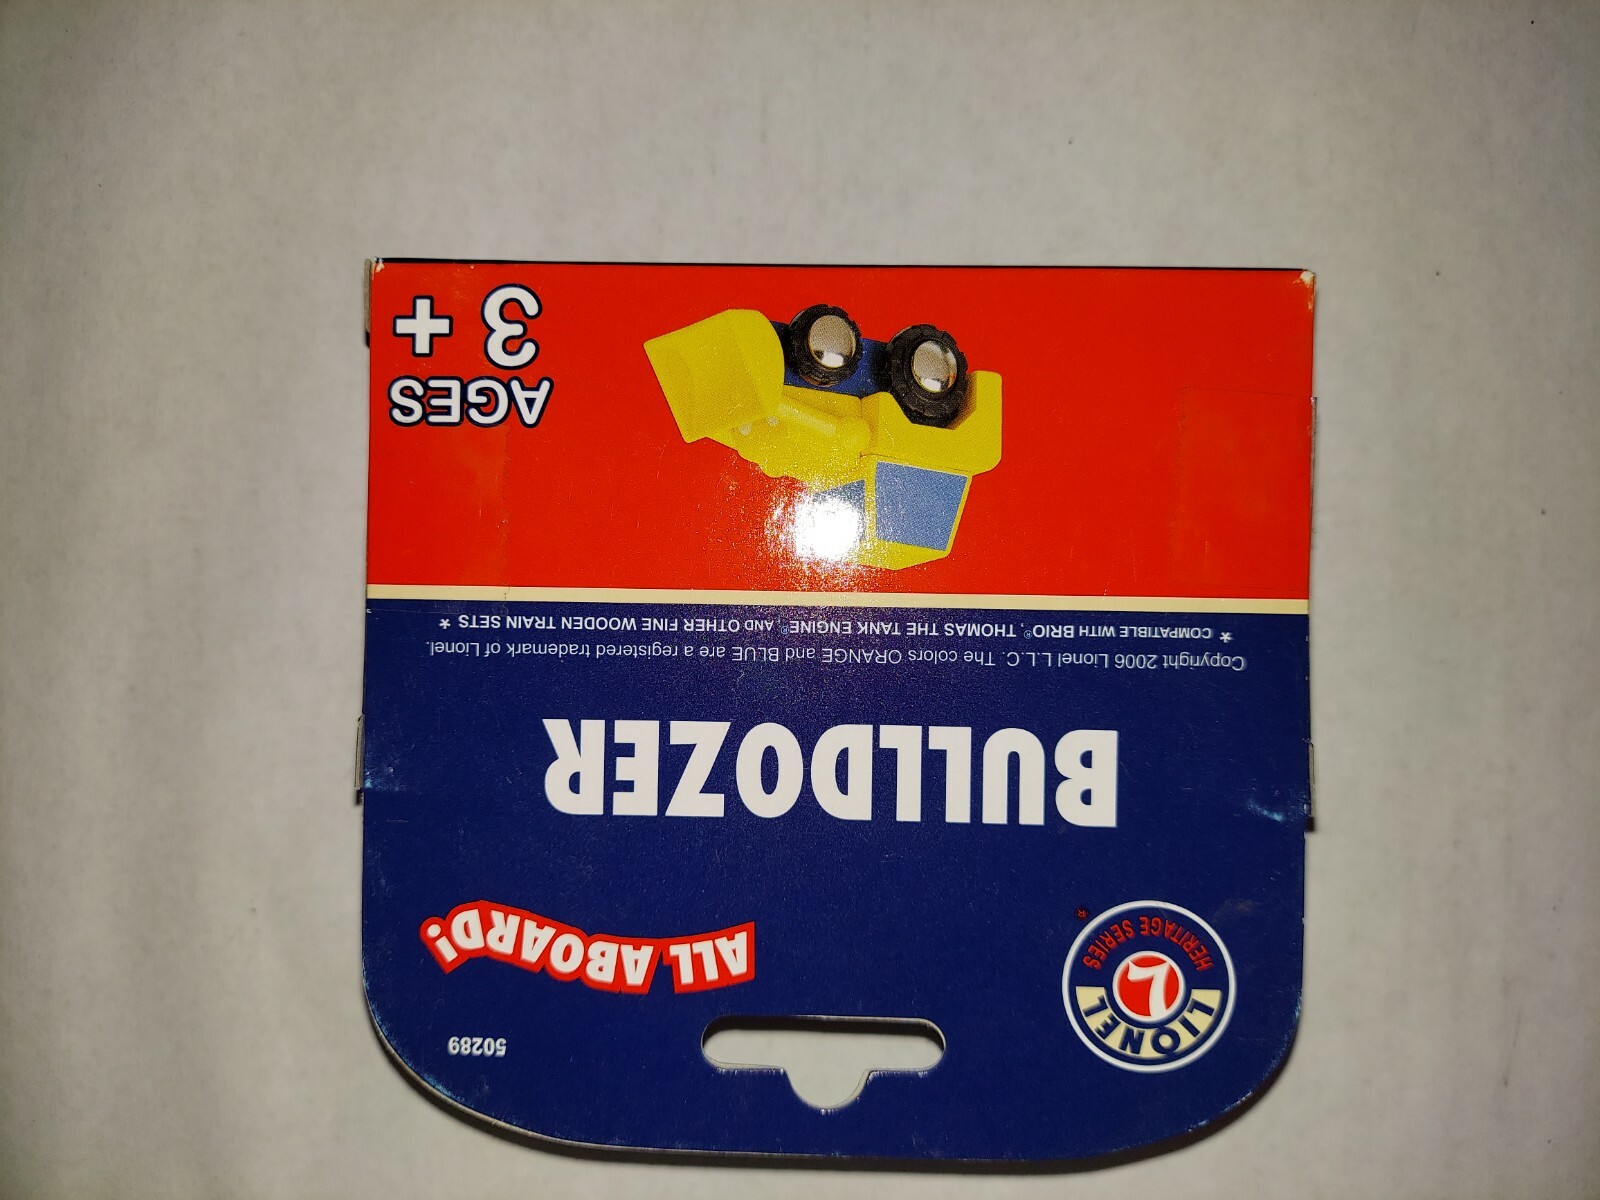 50289
LIONEL
L
HERITAGE SERIES ®
ALL ABOARD!
BULLDOZER
Copyright 2006 Lionel L.L.C. The colors ORANGE and BLUE are a registered trademark of Lionel.
* COMPATIBLE WITH BRIO®, THOMAS THE TANK ENGINE®, AND OTHER FINE WOODEN TRAIN SETS *
AGES
3 +